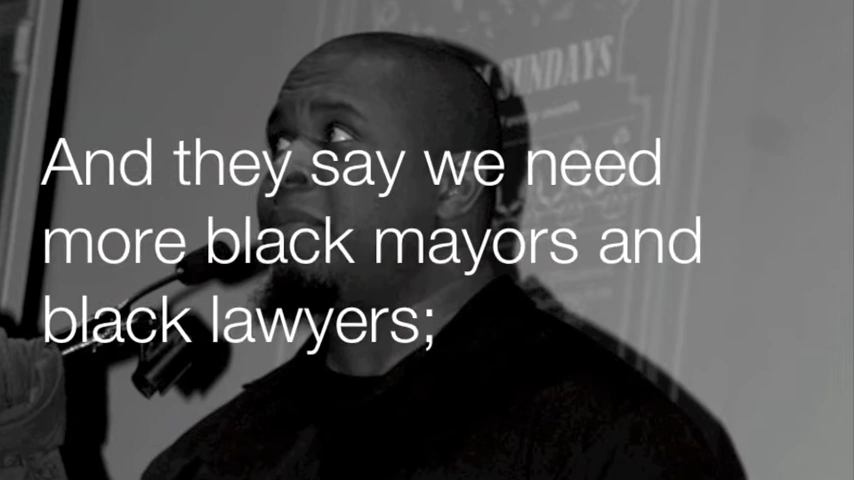 SUNDAYS
And they say we need
more black mayors and
black lawyers;